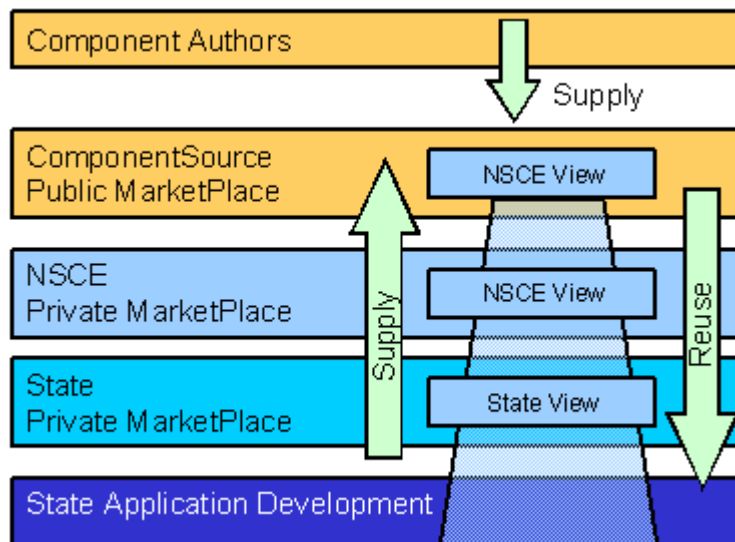 Component Authors
Supply
ComponentSource
Public MarketPlace
NSCE View
NSCE
Private MarketPlace
NSCE View
Supply
Reuse
State
Private MarketPlace
State View
State Application Development